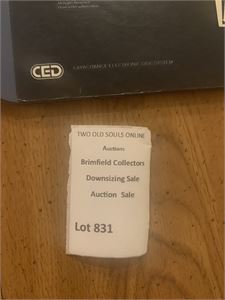 CED
CAPACITANCE ELECTRONIC DISC SYSTEM
TWO OLD SOULS ONLINE
Auctions
Brimfield Collectors
Downsizing Sale
Auction Sale
Lot 831